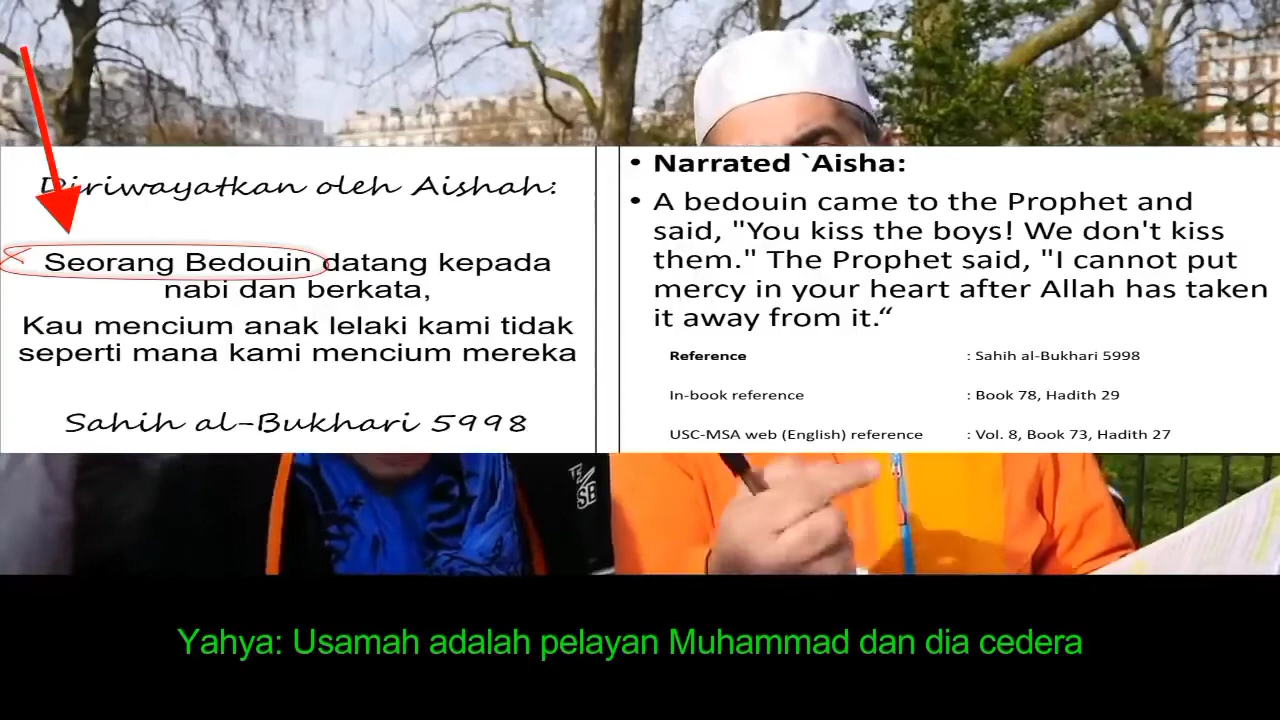 Diriwayatkan oleh Aishah:
Seorang Bedouin datang kepada
nabi dan berkata,
Kau mencium anak lelaki kami tidak
seperti mana kami mencium mereka
Sahih al-Bukhari 5998
• Narrated `Aisha:
• A bedouin came to the Prophet and
said, "You kiss the boys! We don't kiss
them." The Prophet said, "I cannot put
mercy in your heart after Allah has taken
it away from it.“
Reference : Sahih al-Bukhari 5998
In-book reference : Book 78, Hadith 29
USC-MSA web (English) reference : Vol. 8, Book 73, Hadith 27
Yahya: Usamah adalah pelayan Muhammad dan dia cedera